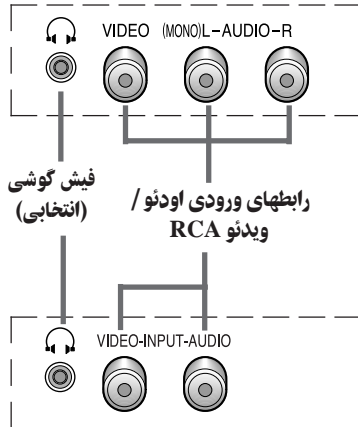 VIDEO (MONO)L-AUDIO-R
فیش گوشی
(انتخابی)
رابطهای ورودی اودئو /
ویدئو RCA
VIDEO-INPUT-AUDIO